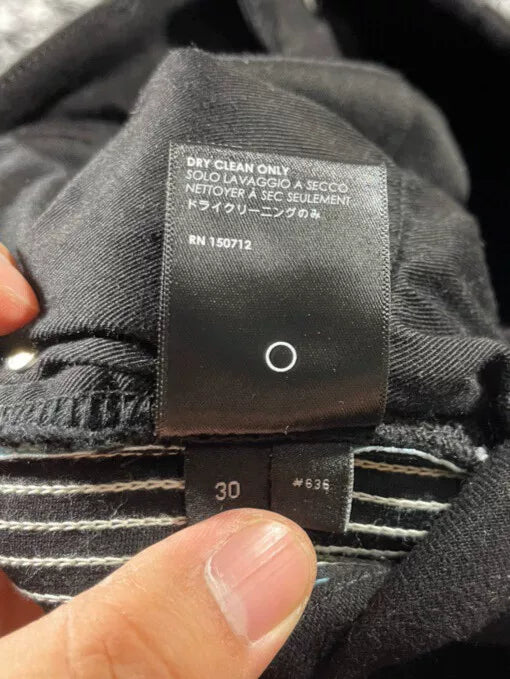 DRY CLEAN ONLY
SOLO LAVAGGIO A SECCO
NETTOYER À SEC SEULEMENT
ドライクリーニングのみ
RN 150712
30
#636